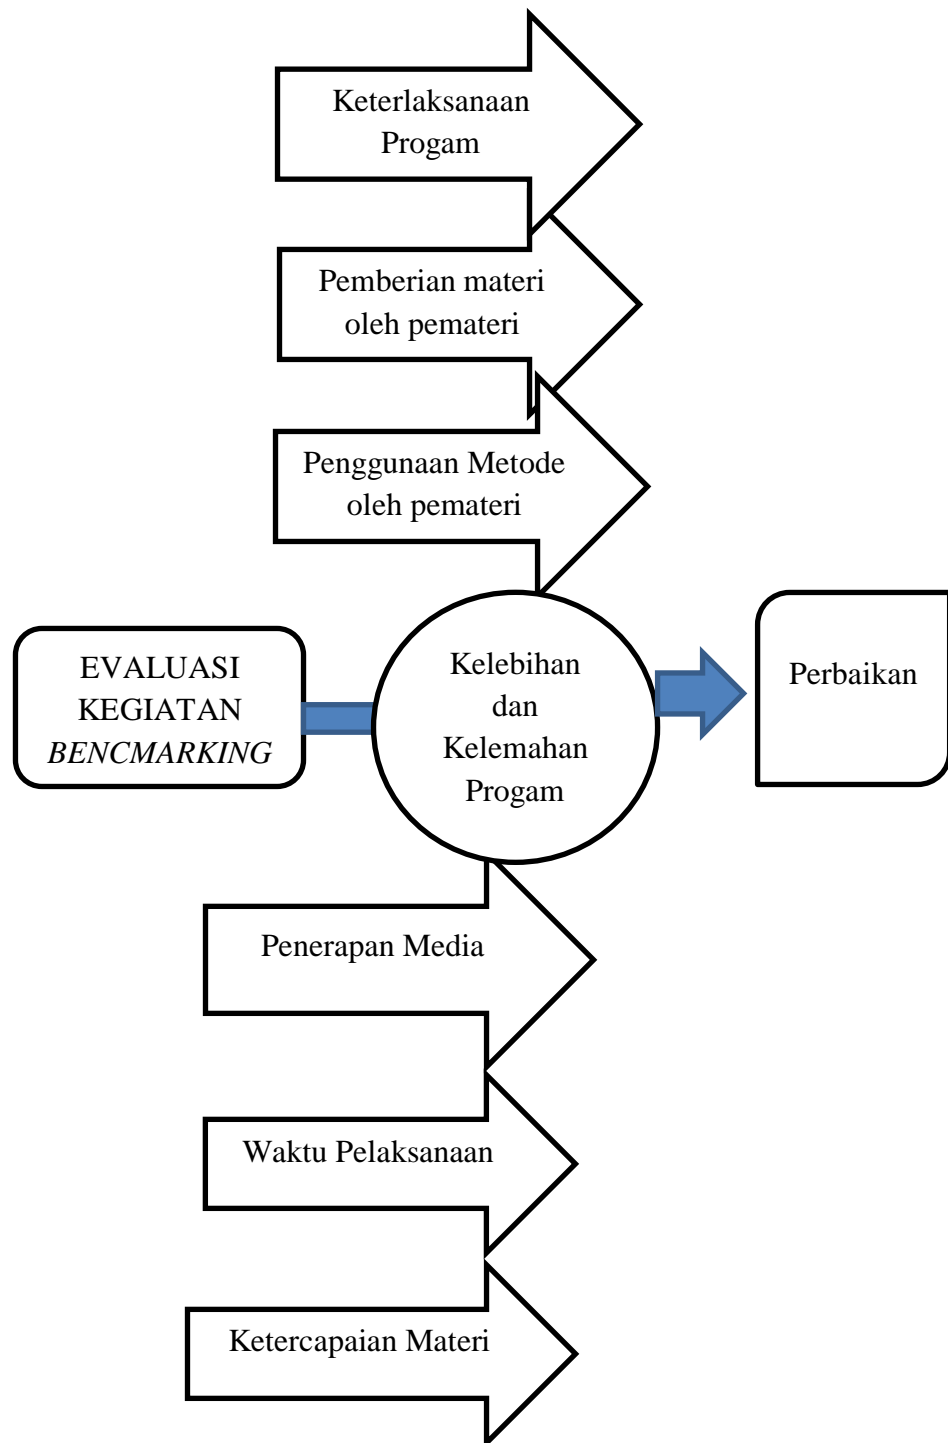 Keterlaksanaan
Progam
Pemberian materi
oleh pemateri
Penggunaan Metode
oleh pemateri
EVALUASI
KEGIATAN
BENCMARKING
Kelebihan
dan
Kelemahan
Progam
Perbaikan
Penerapan Media
Waktu Pelaksanaan
Ketercapaian Materi